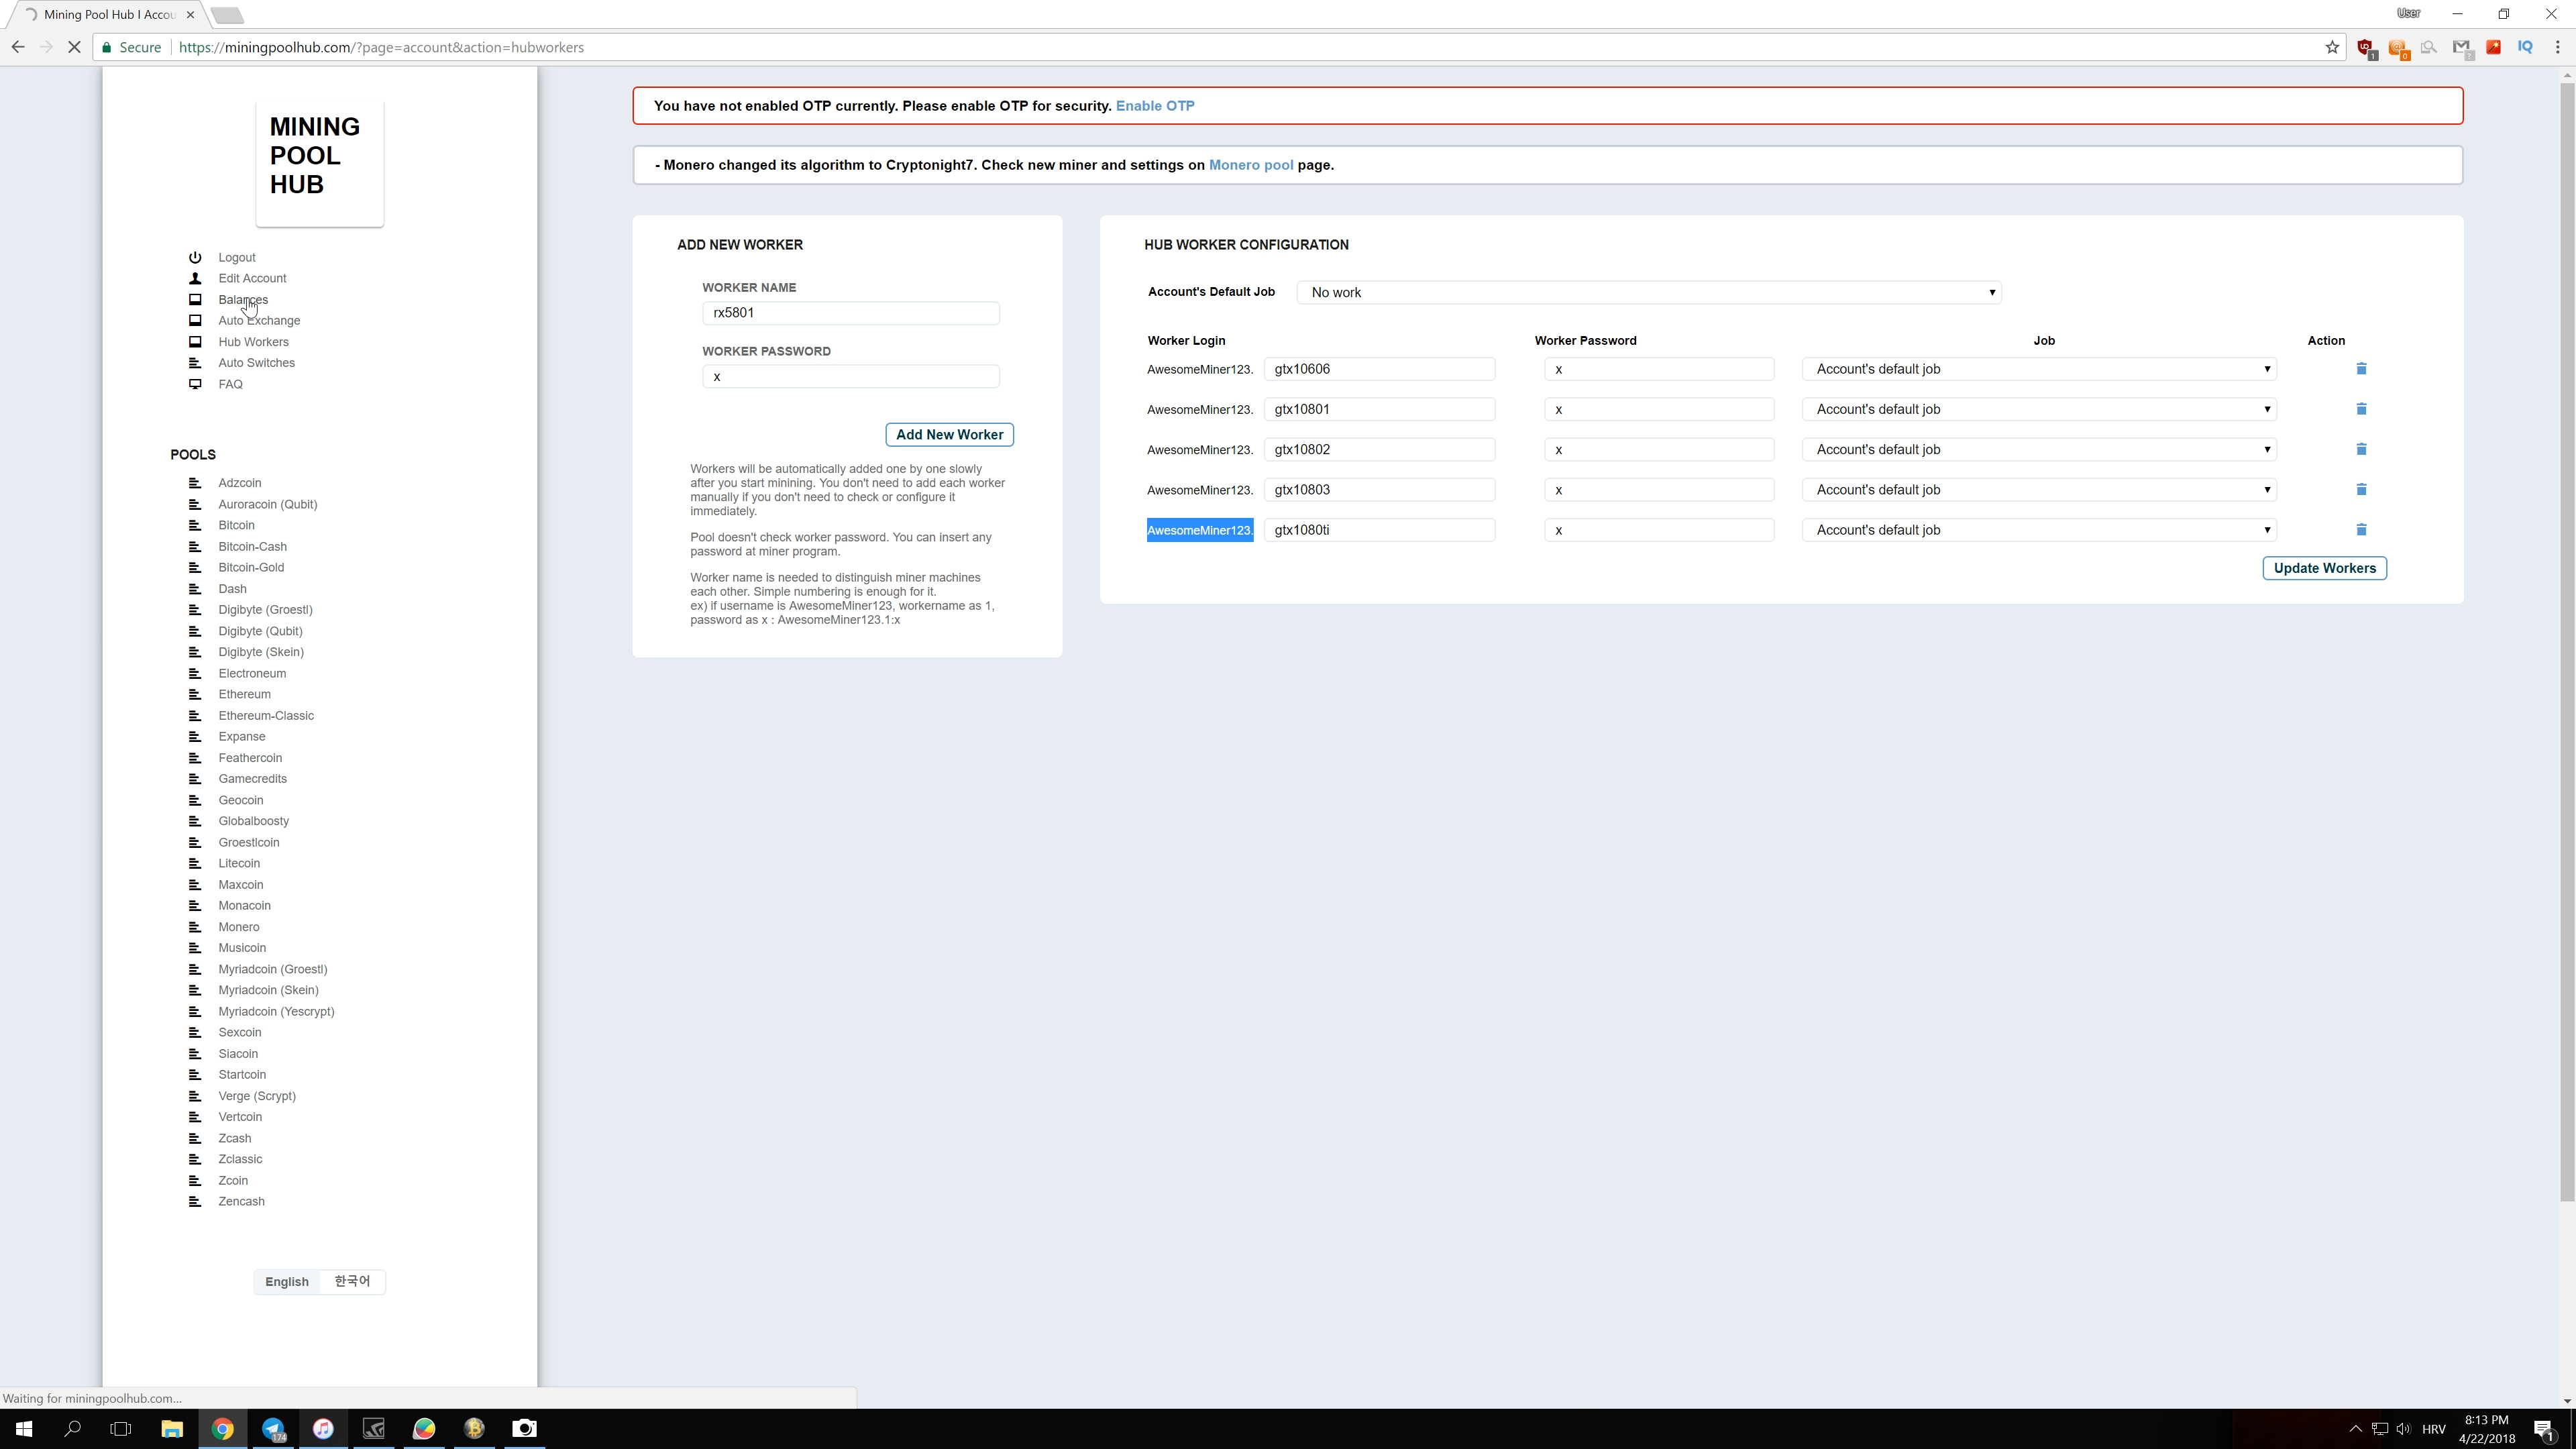 Mining Pool Hub I Accou
User
Secure
https://miningpoolhub.com/?page=account&action=hubworkers
MINING
POOL
HUB
Logout
Edit Account
Balances
Auto Exchange
Hub Workers
Auto Switches
FAQ
POOLS
Adzcoin
Auroracoin (Qubit)
Bitcoin
Bitcoin-Cash
Bitcoin-Gold
Dash
Digibyte (Groestl)
Digibyte (Qubit)
Digibyte (Skein)
Electroneum
Ethereum
Ethereum-Classic
Expanse
Feathercoin
Gamecredits
Geocoin
Globalboosty
Groestlcoin
Litecoin
Maxcoin
Monacoin
Monero
Musicoin
Myriadcoin (Groestl)
Myriadcoin (Skein)
Myriadcoin (Yescrypt)
Sexcoin
Siacoin
Startcoin
Verge (Scrypt)
Vertcoin
Zcash
Zclassic
Zcoin
Zencash
English 한국어
You have not enabled OTP currently. Please enable OTP for security. Enable OTP
- Monero changed its algorithm to Cryptonight7. Check new miner and settings on Monero pool page.
ADD NEW WORKER
WORKER NAME
rx5801
WORKER PASSWORD
x
Add New Worker
Workers will be automatically added one by one slowly
after you start minining. You don't need to add each worker
manually if you don't need to check or configure it
immediately.
Pool doesn't check worker password. You can insert any
password at miner program.
Worker name is needed to distinguish miner machines
each other. Simple numbering is enough for it.
ex) if username is AwesomeMiner123, workername as 1,
password as x : AwesomeMiner123.1:x
HUB WORKER CONFIGURATION
Account's Default Job No work
Worker Login Worker Password Job Action
AwesomeMiner123. gtx10606 x Account's default job
AwesomeMiner123. gtx10801 x Account's default job
AwesomeMiner123. gtx10802 x Account's default job
AwesomeMiner123. gtx10803 x Account's default job
AwesomeMiner123. gtx1080ti x Account's default job
Update Workers
Waiting for miningpoolhub.com...
174
HRV
8:13 PM
4/22/2018
1